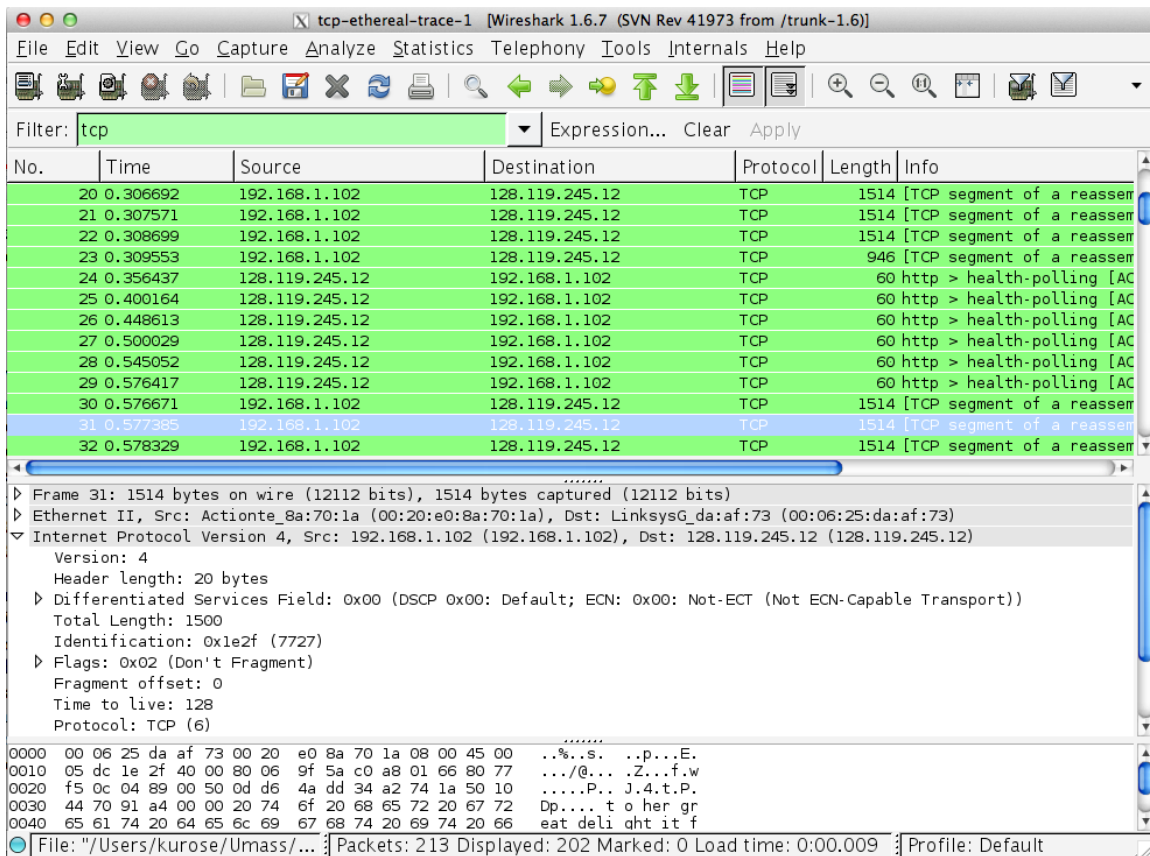 tcp-ethereal-trace-1 [Wireshark 1.6.7 (SVN Rev 41973 from /trunk-1.6)]
File Edit View Go Capture Analyze Statistics Telephony Tools Internals Help
Filter: tcp Expression... Clear Apply
No. Time Source Destination Protocol Length Info
20 0.306692 192.168.1.102 128.119.245.12 TCP 1514 [TCP segment of a reassem
21 0.307571 192.168.1.102 128.119.245.12 TCP 1514 [TCP segment of a reassem
22 0.308699 192.168.1.102 128.119.245.12 TCP 1514 [TCP segment of a reassem
23 0.309553 192.168.1.102 128.119.245.12 TCP 946 [TCP segment of a reassem
24 0.356437 128.119.245.12 192.168.1.102 TCP 60 http > health-polling [AC
25 0.400164 128.119.245.12 192.168.1.102 TCP 60 http > health-polling [AC
26 0.448613 128.119.245.12 192.168.1.102 TCP 60 http > health-polling [AC
27 0.500029 128.119.245.12 192.168.1.102 TCP 60 http > health-polling [AC
28 0.545052 128.119.245.12 192.168.1.102 TCP 60 http > health-polling [AC
29 0.576417 128.119.245.12 192.168.1.102 TCP 60 http > health-polling [AC
30 0.576671 192.168.1.102 128.119.245.12 TCP 1514 [TCP segment of a reassem
31 0.577385 192.168.1.102 128.119.245.12 TCP 1514 [TCP segment of a reassem
32 0.578329 192.168.1.102 128.119.245.12 TCP 1514 [TCP segment of a reassem
Frame 31: 1514 bytes on wire (12112 bits), 1514 bytes captured (12112 bits)
Ethernet II, Src: Actionte_8a:70:1a (00:20:e0:8a:70:1a), Dst: LinksysG_da:af:73 (00:06:25:da:af:73)
Internet Protocol Version 4, Src: 192.168.1.102 (192.168.1.102), Dst: 128.119.245.12 (128.119.245.12)
Version: 4
Header length: 20 bytes
Differentiated Services Field: 0x00 (DSCP 0x00: Default; ECN: 0x00: Not-ECT (Not ECN-Capable Transport))
Total Length: 1500
Identification: 0x1e2f (7727)
Flags: 0x02 (Don't Fragment)
Fragment offset: 0
Time to live: 128
Protocol: TCP (6)
0000 00 06 25 da af 73 00 20 e0 8a 70 1a 08 00 45 00 ..%..s. ..p...E.
0010 05 dc 1e 2f 40 00 80 06 9f 5a c0 a8 01 66 80 77 .../@... .Z...f.w
0020 f5 0c 04 89 00 50 0d d6 4a dd 34 a2 74 1a 50 10 .....P.. J.4.t.P.
0030 44 70 91 a4 00 00 20 74 6f 20 68 65 72 20 67 72 Dp.... t o her gr
0040 65 61 74 20 64 65 6c 69 67 68 74 20 69 74 20 66 eat deli ght it f
File: "/Users/kurose/Umass/... Packets: 213 Displayed: 202 Marked: 0 Load time: 0:00.009 Profile: Default